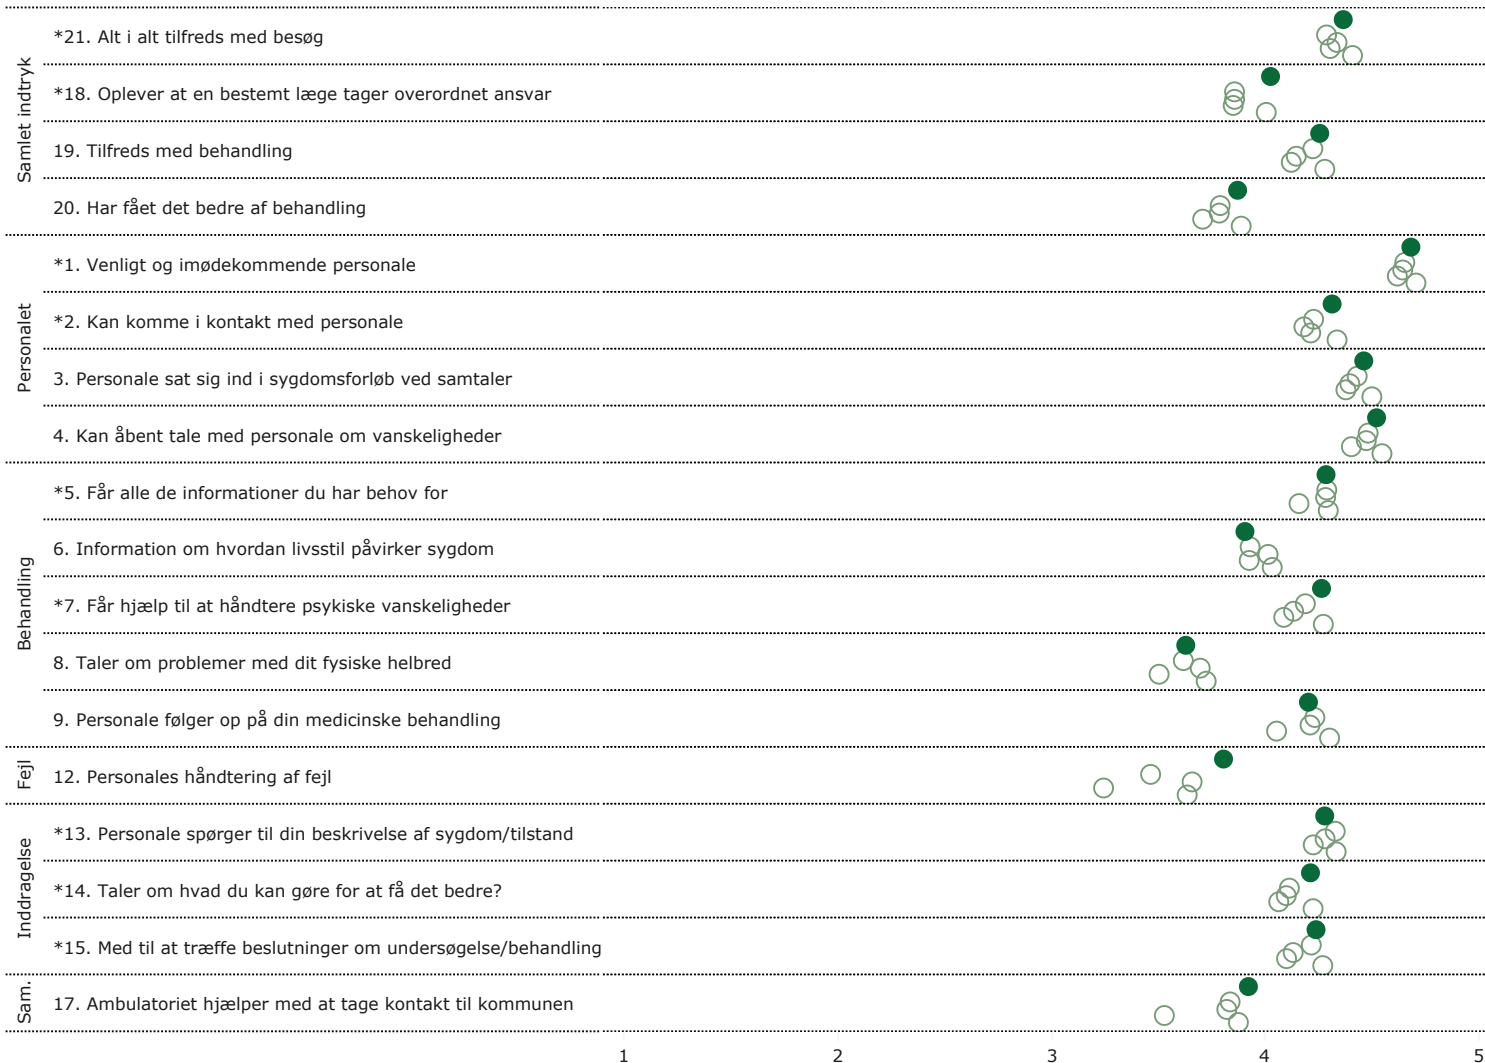 Samlet indtryk
*21. Alt i alt tilfreds med besøg
*18. Oplever at en bestemt læge tager overordnet ansvar
19. Tilfreds med behandling
20. Har fået det bedre af behandling
Personalet
*1. Venligt og imødekommende personale
*2. Kan komme i kontakt med personale
3. Personale sat sig ind i sygdomsforløb ved samtaler
4. Kan åbent tale med personale om vanskeligheder
Behandling
*5. Får alle de informationer du har behov for
6. Information om hvordan livsstil påvirker sygdom
*7. Får hjælp til at håndtere psykiske vanskeligheder
8. Taler om problemer med dit fysiske helbred
9. Personale følger op på din medicinske behandling
Fejl
12. Personales håndtering af fejl
Inddragelse
*13. Personale spørger til din beskrivelse af sygdom/tilstand
*14. Taler om hvad du kan gøre for at få det bedre?
*15. Med til at træffe beslutninger om undersøgelse/behandling
Sam.
17. Ambulatoriet hjælper med at tage kontakt til kommunen
1 2 3 4 5